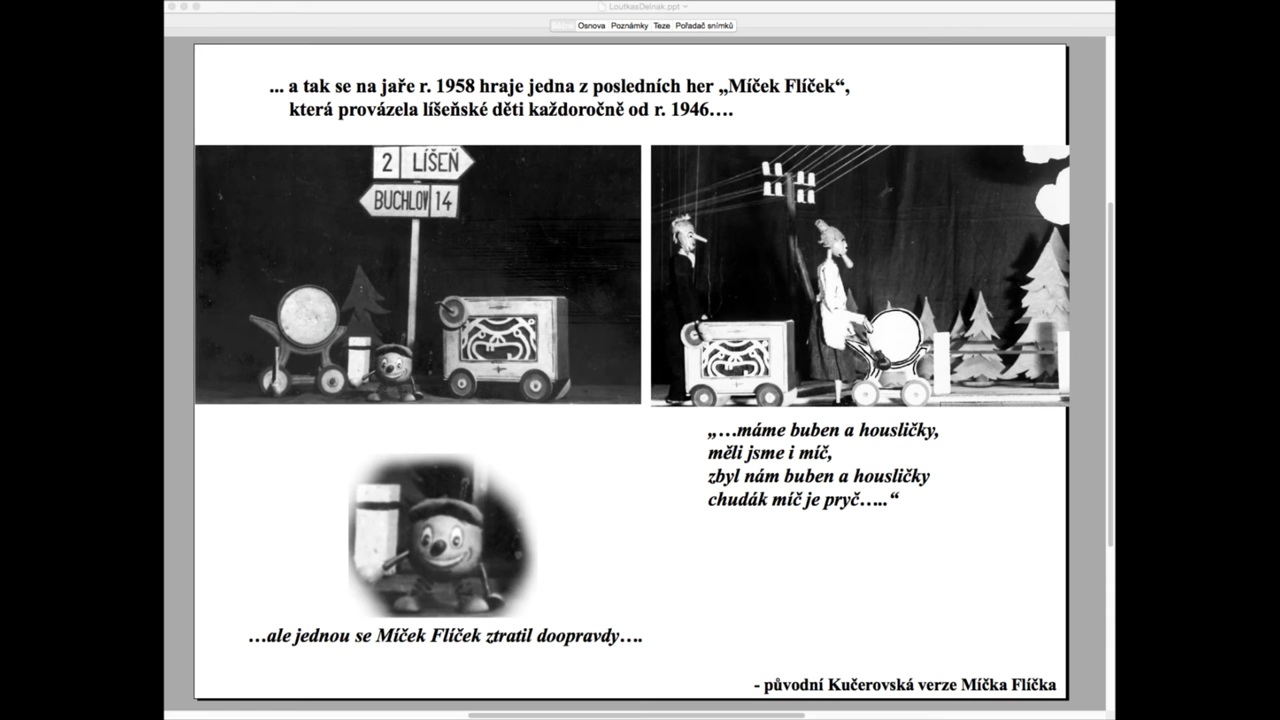 LoutkasDelnak.ppt
Osnova Poznámky Teze Pořadač snímků
... a tak se na jaře r. 1958 hraje jedna z posledních her „Míček Flíček“,
která provázela líšeňské děti každoročně od r. 1946….
2 LÍŠEŇ
BUCHLOV 14
„…máme buben a housličky,
měli jsme i míč,
zbyl nám buben a housličky
chudák míč je pryč…..“
…ale jednou se Míček Flíček ztratil doopravdy….
- původní Kučerovská verze Míčka Flíčka